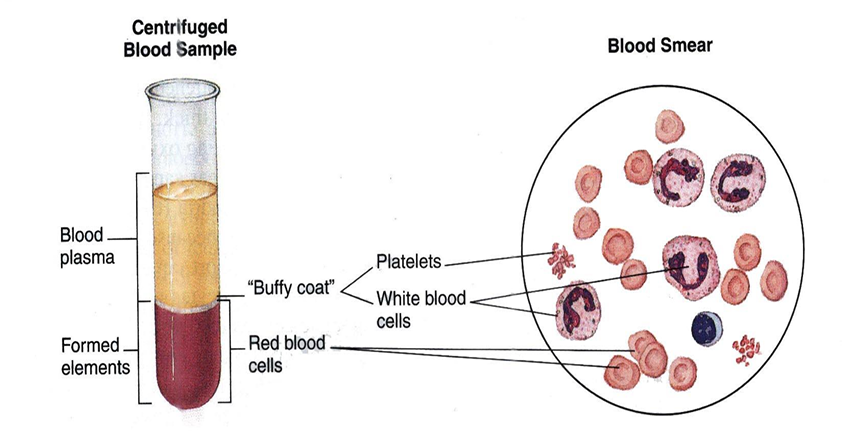 Centrifuged
Blood Sample
Blood Smear
Blood
plasma
"Buffy coat"
Platelets
White blood
cells
Formed
elements
Red blood
cells